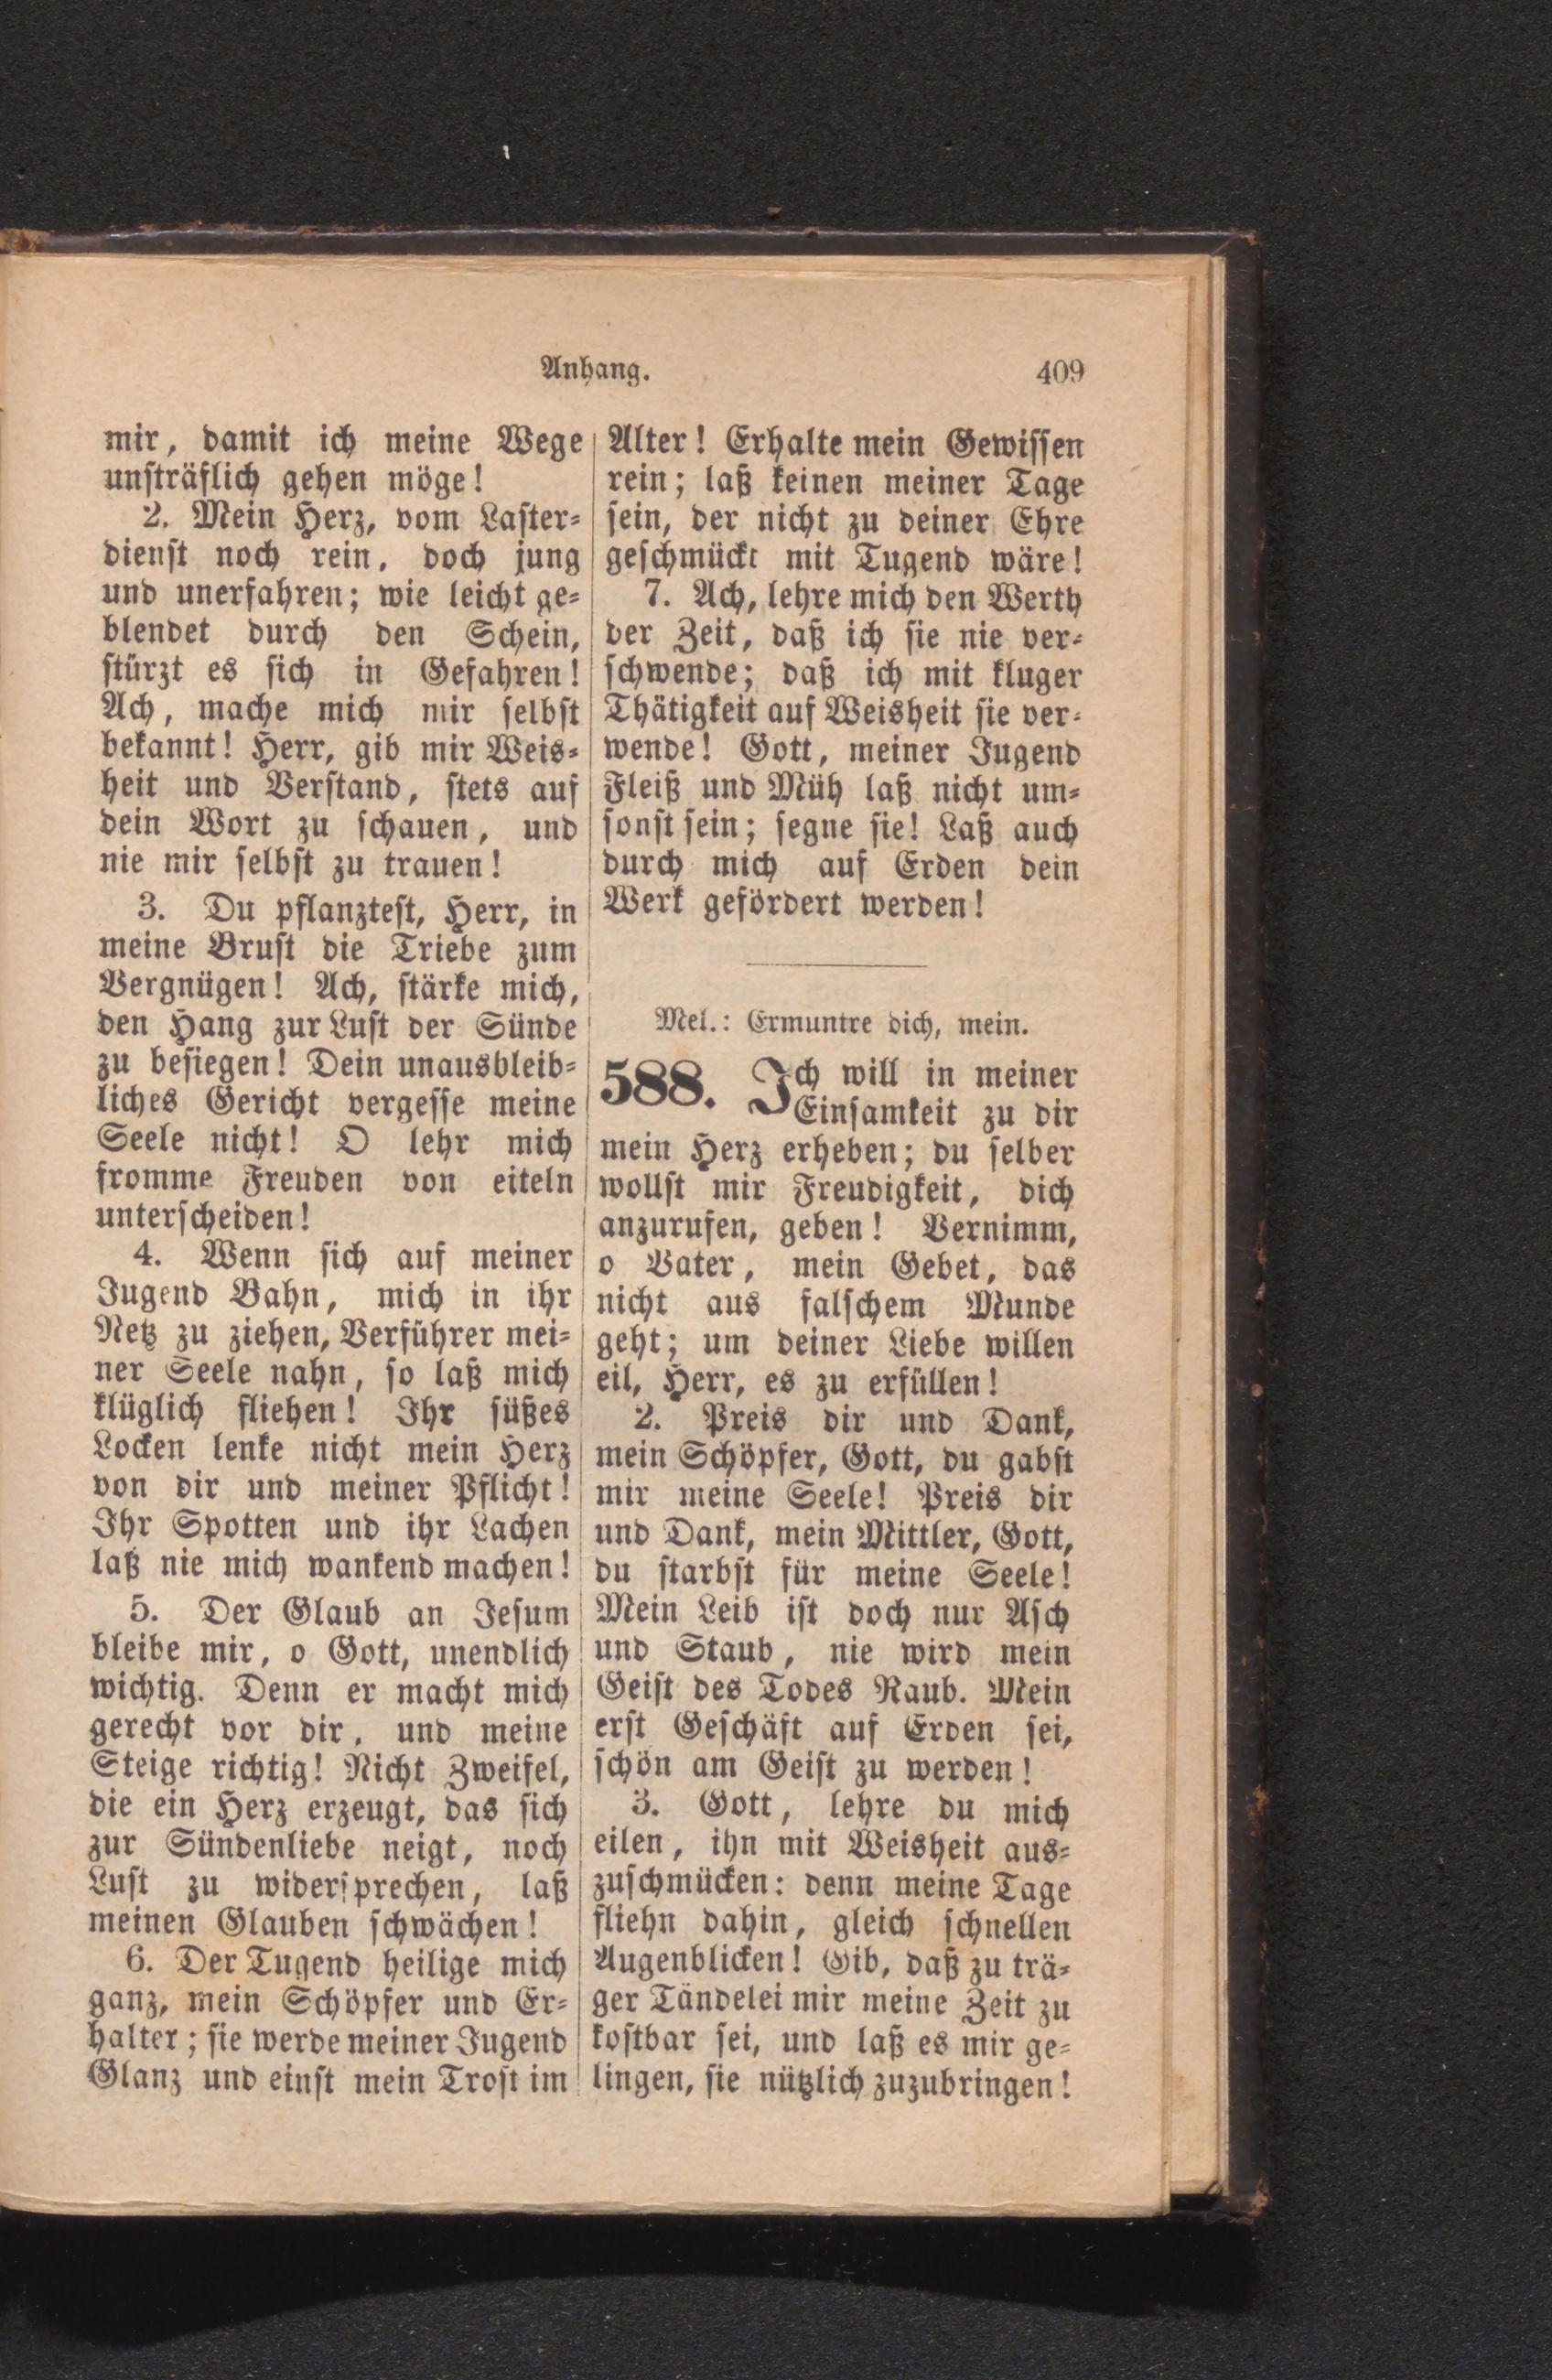 Anhang.
409
mir, damit ich meine Wege
unsträflich gehen möge!
2. Mein Herz, vom Laster-
dienst noch rein, doch jung
und unerfahren; wie leicht ge-
blendet durch den Schein,
stürzt es sich in Gefahren!
Ach, mache mich mir selbst
bekannt! Herr, gib mir Weis-
heit und Verstand, stets auf
dein Wort zu schauen, und
nie mir selbst zu trauen!
3. Du pflanztest, Herr, in
meine Brust die Triebe zum
Vergnügen! Ach, stärke mich,
den Hang zur Lust der Sünde
zu besiegen! Dein unausbleib-
liches Gericht vergesse meine
Seele nicht! O lehr mich
fromme Freuden von eiteln
unterscheiden!
4. Wenn sich auf meiner
Jugend Bahn, mich in ihr
Netz zu ziehen, Verführer mei-
ner Seele nahn, so laß mich
klüglich fliehen! Ihr süßes
Locken lenke nicht mein Herz
von dir und meiner Pflicht!
Ihr Spotten und ihr Lachen
laß nie mich wankend machen!
5. Der Glaub an Jesum
bleibe mir, o Gott, unendlich
wichtig. Denn er macht mich
gerecht vor dir, und meine
Steige richtig! Nicht Zweifel,
die ein Herz erzeugt, das sich
zur Sündenliebe neigt, noch
Lust zu widersprechen, laß
meinen Glauben schwächen!
6. Der Tugend heilige mich
ganz, mein Schöpfer und Er-
halter; sie werde meiner Jugend
Glanz und einst mein Trost im
Alter! Erhalte mein Gewissen
rein; laß keinen meiner Tage
sein, der nicht zu deiner Ehre
geschmückt mit Tugend wäre!
7. Ach, lehre mich den Werth
der Zeit, daß ich sie nie ver-
schwende; daß ich mit kluger
Thätigkeit auf Weisheit sie ver-
wende! Gott, meiner Jugend
Fleiß und Müh laß nicht um-
sonst sein; segne sie! Laß auch
durch mich auf Erden dein
Werk gefördert werden!
Mel.: Ermuntre dich, mein.
588. Ich will in meiner
Einsamkeit zu dir
mein Herz erheben; du selber
wollst mir Freudigkeit, dich
anzurufen, geben! Vernimm,
o Vater, mein Gebet, das
nicht aus falschem Munde
geht; um deiner Liebe willen
eil, Herr, es zu erfüllen!
2. Preis dir und Dank,
mein Schöpfer, Gott, du gabst
mir meine Seele! Preis dir
und Dank, mein Mittler, Gott,
du starbst für meine Seele!
Mein Leib ist doch nur Asch
und Staub, nie wird mein
Geist des Todes Raub. Mein
erst Geschäft auf Erden sei,
schön am Geist zu werden!
3. Gott, lehre du mich
eilen, ihn mit Weisheit aus-
zuschmücken: denn meine Tage
fliehn dahin, gleich schnellen
Augenblicken! Gib, daß zu trä-
ger Tändelei mir meine Zeit zu
kostbar sei, und laß es mir ge-
lingen, sie nützlich zuzubringen!